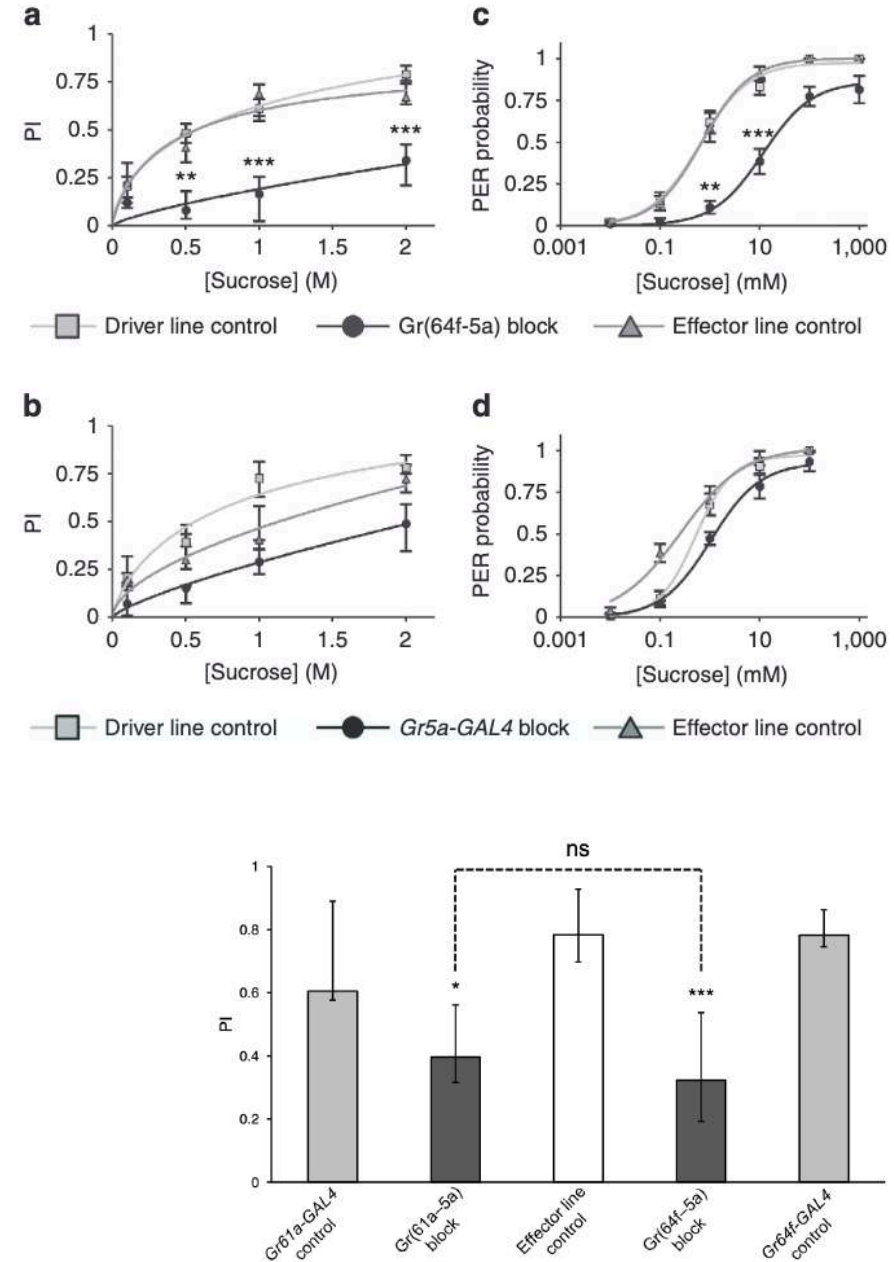 a
1
0.75
0.5
0.25
0
PI
**
***
***
0 0.5 1 1.5 2
[Sucrose] (M)
c
1
0.75
0.5
0.25
0
PER probability
**
***
0.001 0.1 10 1,000
[Sucrose] (mM)
Driver line control Gr(64f-5a) block Effector line control
b
1
0.75
0.5
0.25
0
PI
0 0.5 1 1.5 2
[Sucrose] (M)
d
1
0.75
0.5
0.25
0
PER probability
0.001 0.1 10 1,000
[Sucrose] (mM)
Driver line control Gr5a-GAL4 block Effector line control
ns
1
0.8
0.6
0.4
0.2
0
PI
*
***
Gr61a-GAL4
control
Gr(61a–5a)
block
Effector line
control
Gr(64f–5a)
block
Gr64f-GAL4
control